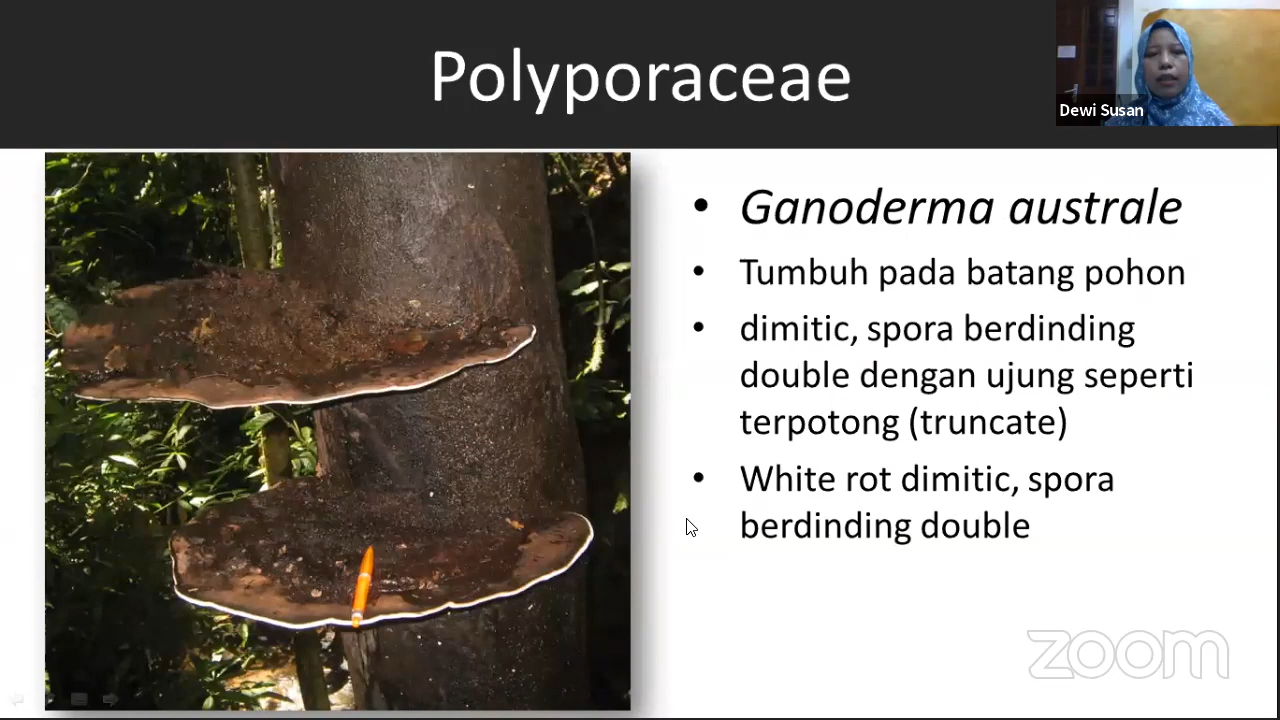 Polyporaceae
Dewi Susan
• Ganoderma australe
• Tumbuh pada batang pohon
• dimitic, spora berdinding
double dengan ujung seperti
terpotong (truncate)
• White rot dimitic, spora
berdinding double
zoom